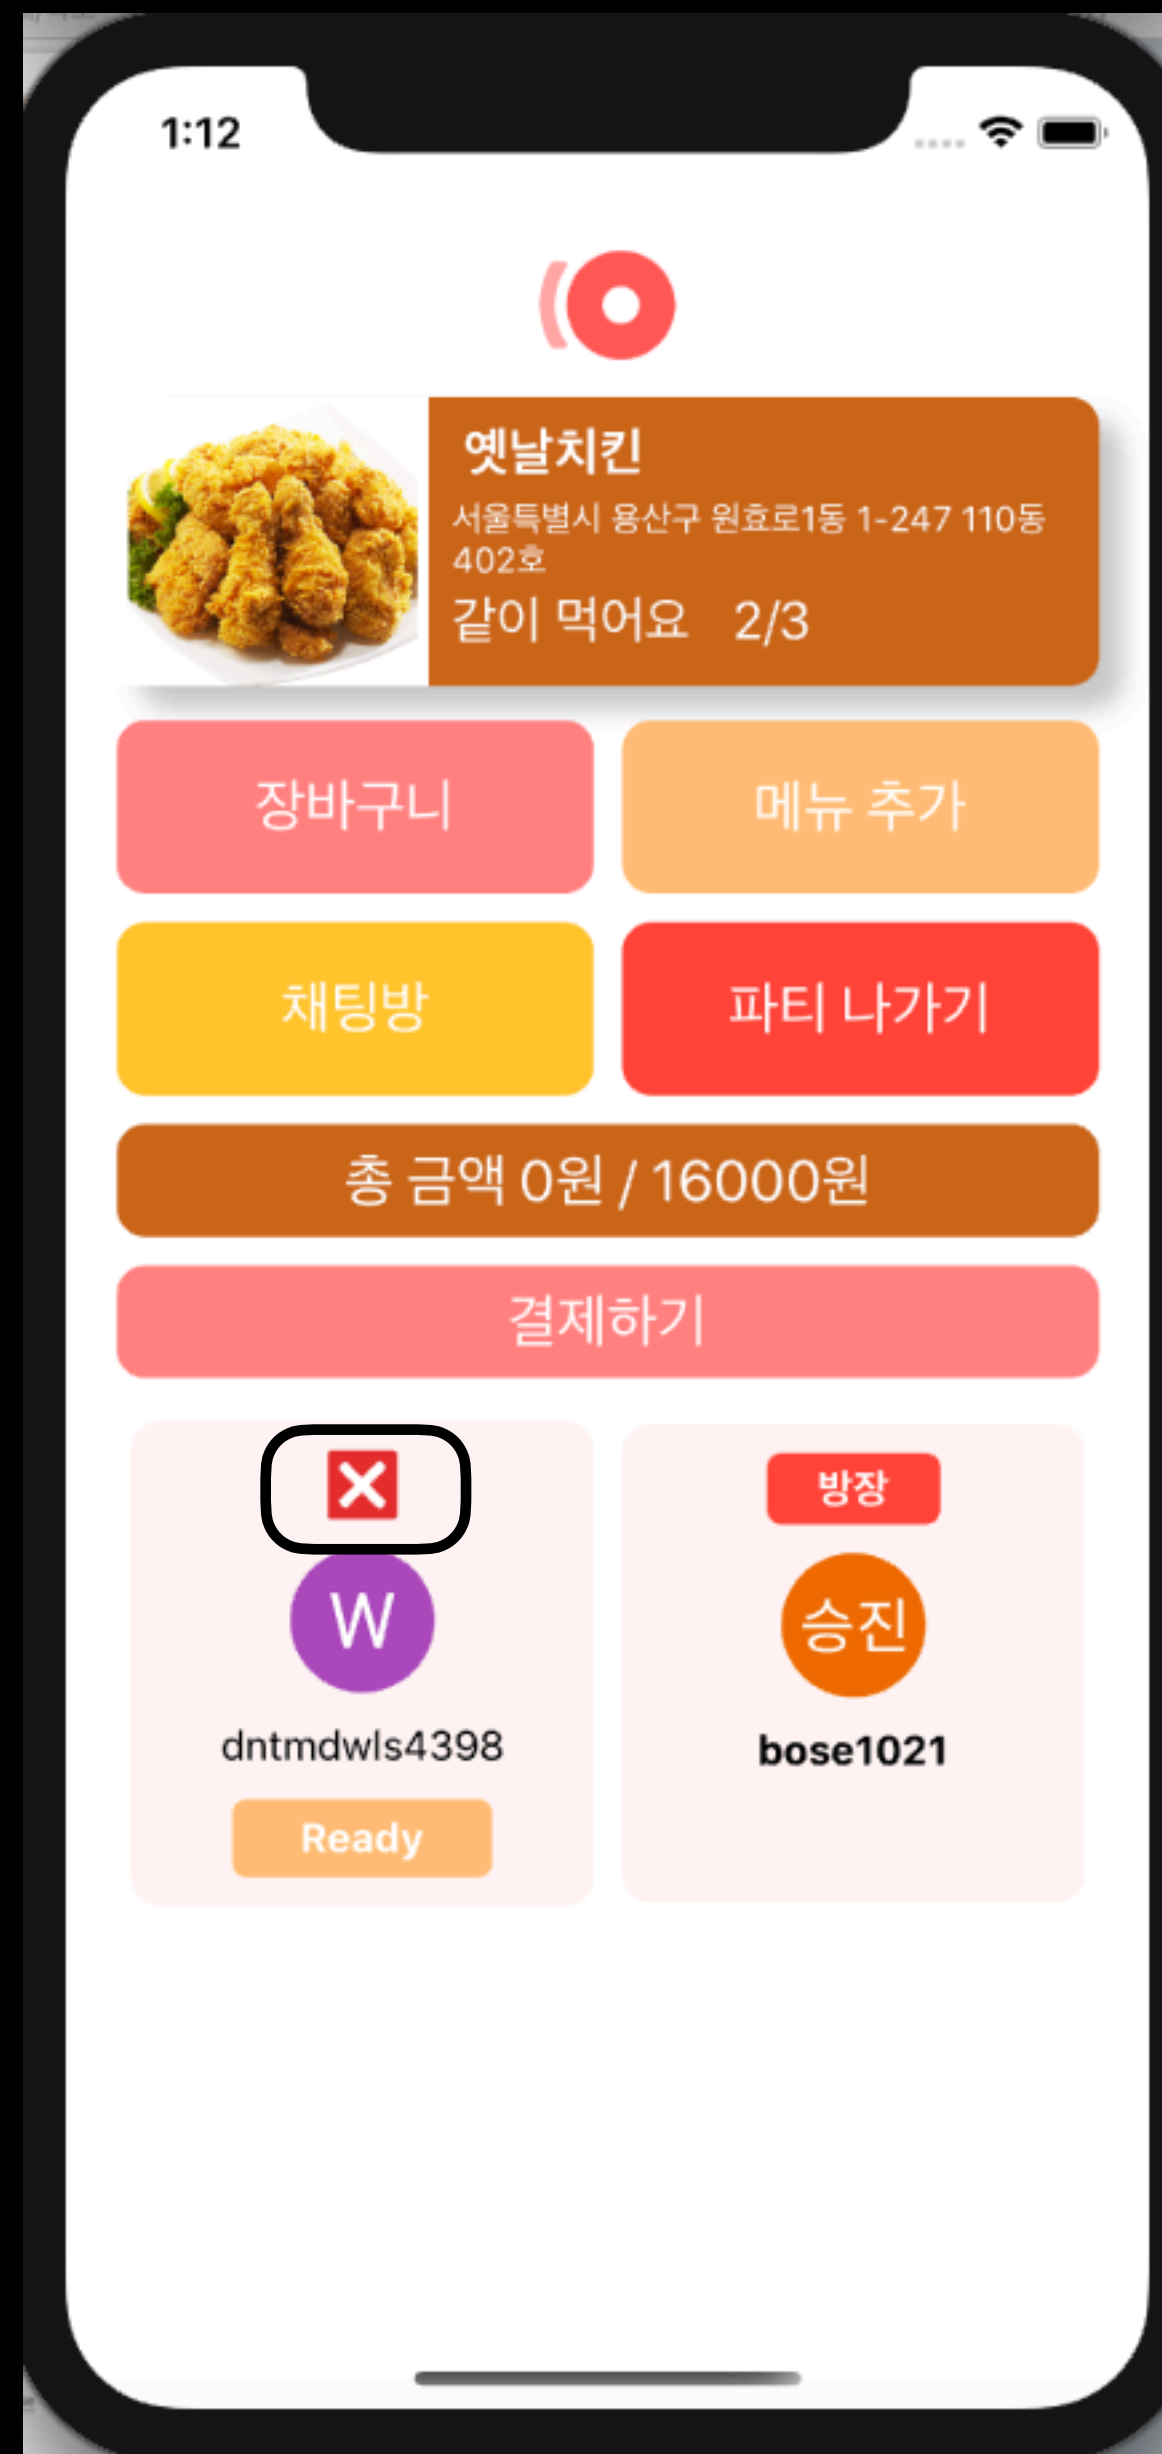 1:12
옛날치킨
서울특별시 용산구 원효로1동 1-247 110동
402호
같이 먹어요 2/3
장바구니
메뉴 추가
채팅방
파티 나가기
총 금액 0원 / 16000원
결제하기
방장
W
승진
dntmdwls4398
bose1021
Ready